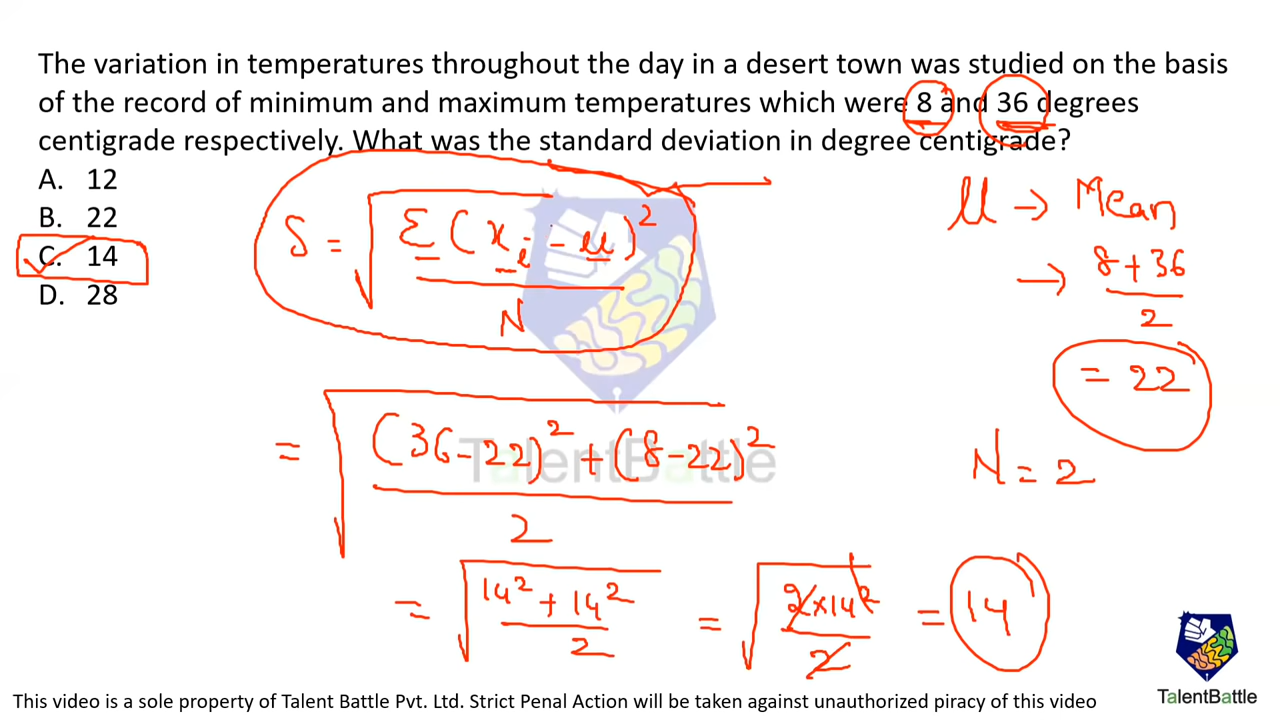 The variation in temperatures throughout the day in a desert town was studied on the basis
of the record of minimum and maximum temperatures which were 8 and 36 degrees
centigrade respectively. What was the standard deviation in degree centigrade?
A. 12
B. 22
C. 14
D. 28
S = √(Σ(xi - μ)²/N)
μ → Mean
→ 8+36/2
= 22
N = 2
= √((36-22)² + (8-22)²/2)
= √(14² + 14²/2) = √(2×14²/2) = 14
TalentBattle
TalentBattle
This video is a sole property of Talent Battle Pvt. Ltd. Strict Penal Action will be taken against unauthorized piracy of this video